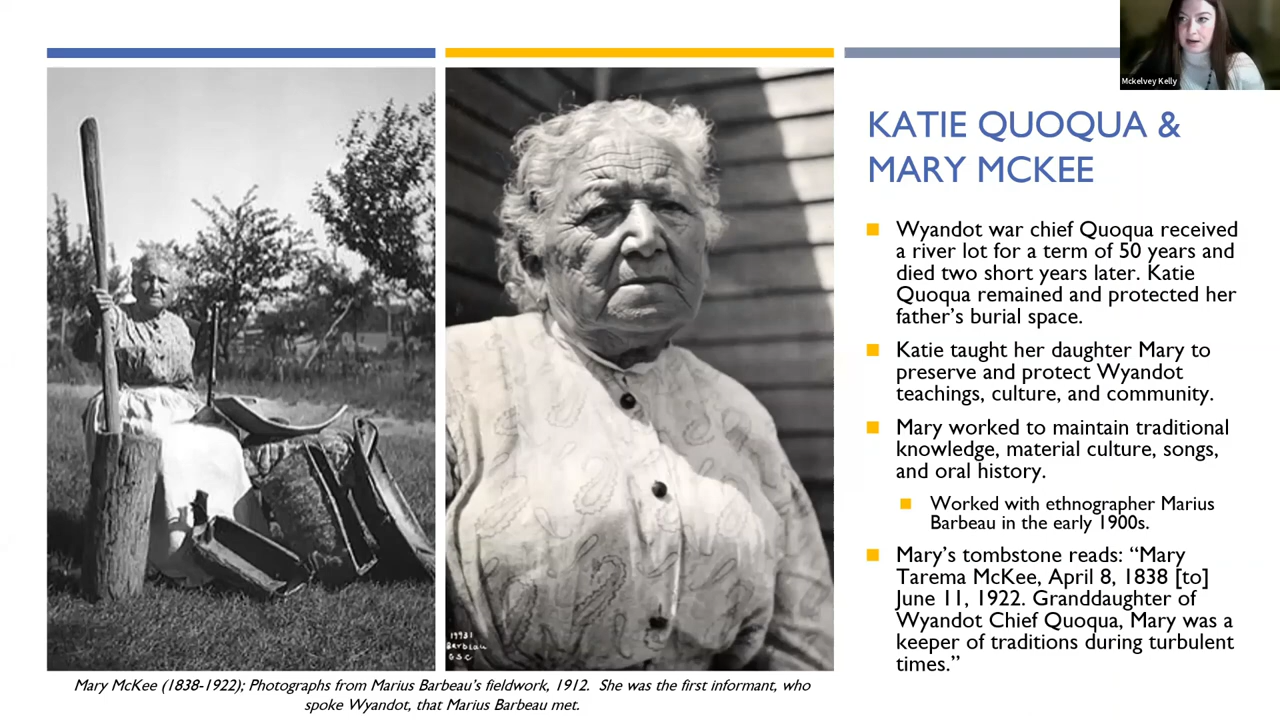 Mckelvey Kelly
KATIE QUOQUA &
MARY MCKEE
Wyandot war chief Quoqua received
a river lot for a term of 50 years and
died two short years later. Katie
Quoqua remained and protected her
father's burial space.
Katie taught her daughter Mary to
preserve and protect Wyandot
teachings, culture, and community.
Mary worked to maintain traditional
knowledge, material culture, songs,
and oral history.
Worked with ethnographer Marius
Barbeau in the early 1900s.
Mary's tombstone reads: “Mary
Tarema McKee, April 8, 1838 [to]
June 11, 1922. Granddaughter of
Wyandot Chief Quoqua, Mary was a
keeper of traditions during turbulent
times.”
19931
Barbeau
G.S.C
Mary McKee (1838-1922); Photographs from Marius Barbeau's fieldwork, 1912. She was the first informant, who
spoke Wyandot, that Marius Barbeau met.